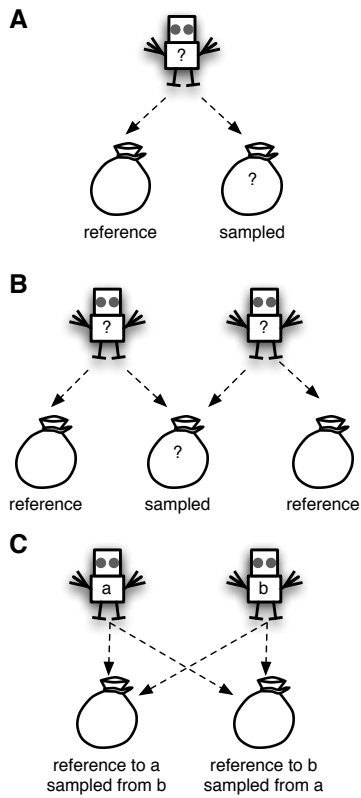 A
?
?
reference sampled
B
? ?
?
reference sampled reference
C
a b
reference to a reference to b
sampled from b sampled from a